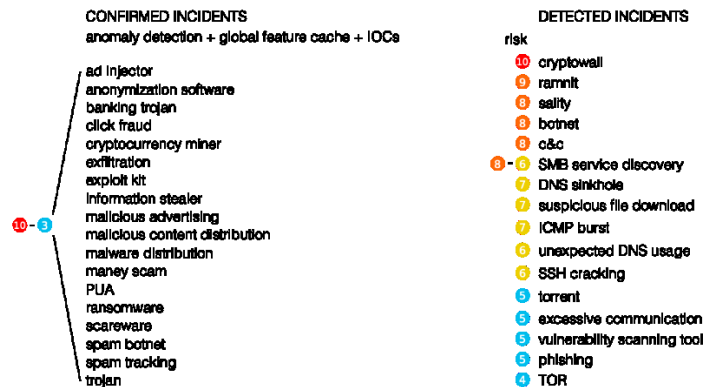 CONFIRMED INCIDENTS
anomaly detection + global feature cache + IOCs
ad injector
anonymization software
banking trojan
click fraud
cryptocurrency miner
exfiltration
exploit kit
information stealer
malicious advertising
malicious content distribution
malware distribution
maney scam
PUA
ransomware
scareware
spam botnet
spam tracking
trojan
10 - 3
DETECTED INCIDENTS
risk
10 cryptowall
9 ramnit
8 sality
8 botnet
8 c&c
8 - 6 SMB service discovery
7 DNS sinkhole
7 suspicious file download
7 ICMP burst
6 unexpected DNS usage
6 SSH cracking
5 torrent
5 excessive communication
5 vulnerability scanning tool
5 phishing
4 TOR